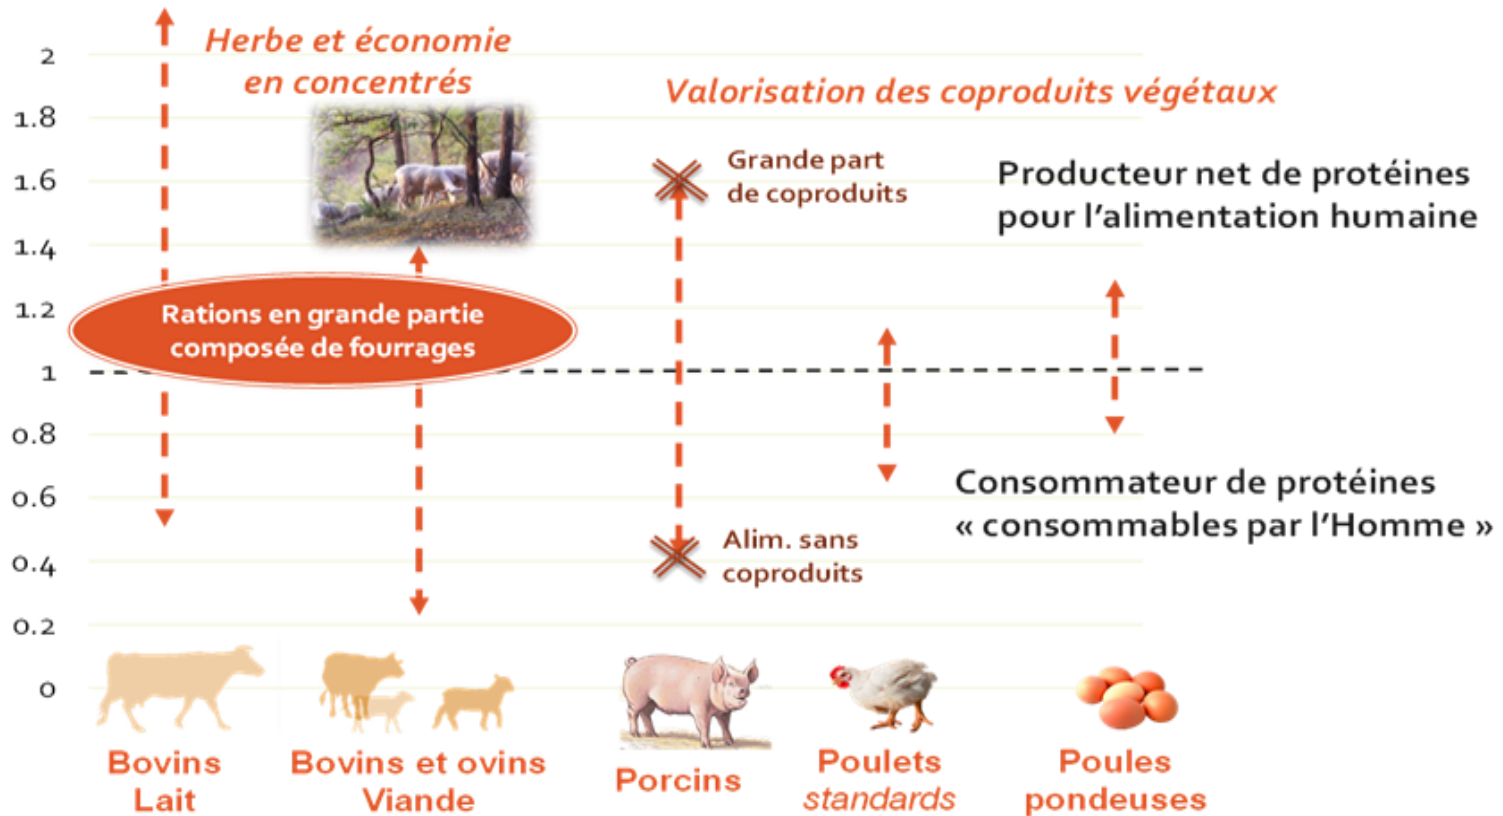 Herbe et économie
en concentrés
Valorisation des coproduits végétaux
2
1.8
1.6
1.4
1.2
1
0.8
0.6
0.4
0.2
0
Grande part
de coproduits
Producteur net de protéines
pour l'alimentation humaine
Rations en grande partie
composée de fourrages
Consommateur de protéines
« consommables par l'Homme »
Alim. sans
coproduits
Bovins
Lait
Bovins et ovins
Viande
Porcins
Poulets
standards
Poules
pondeuses